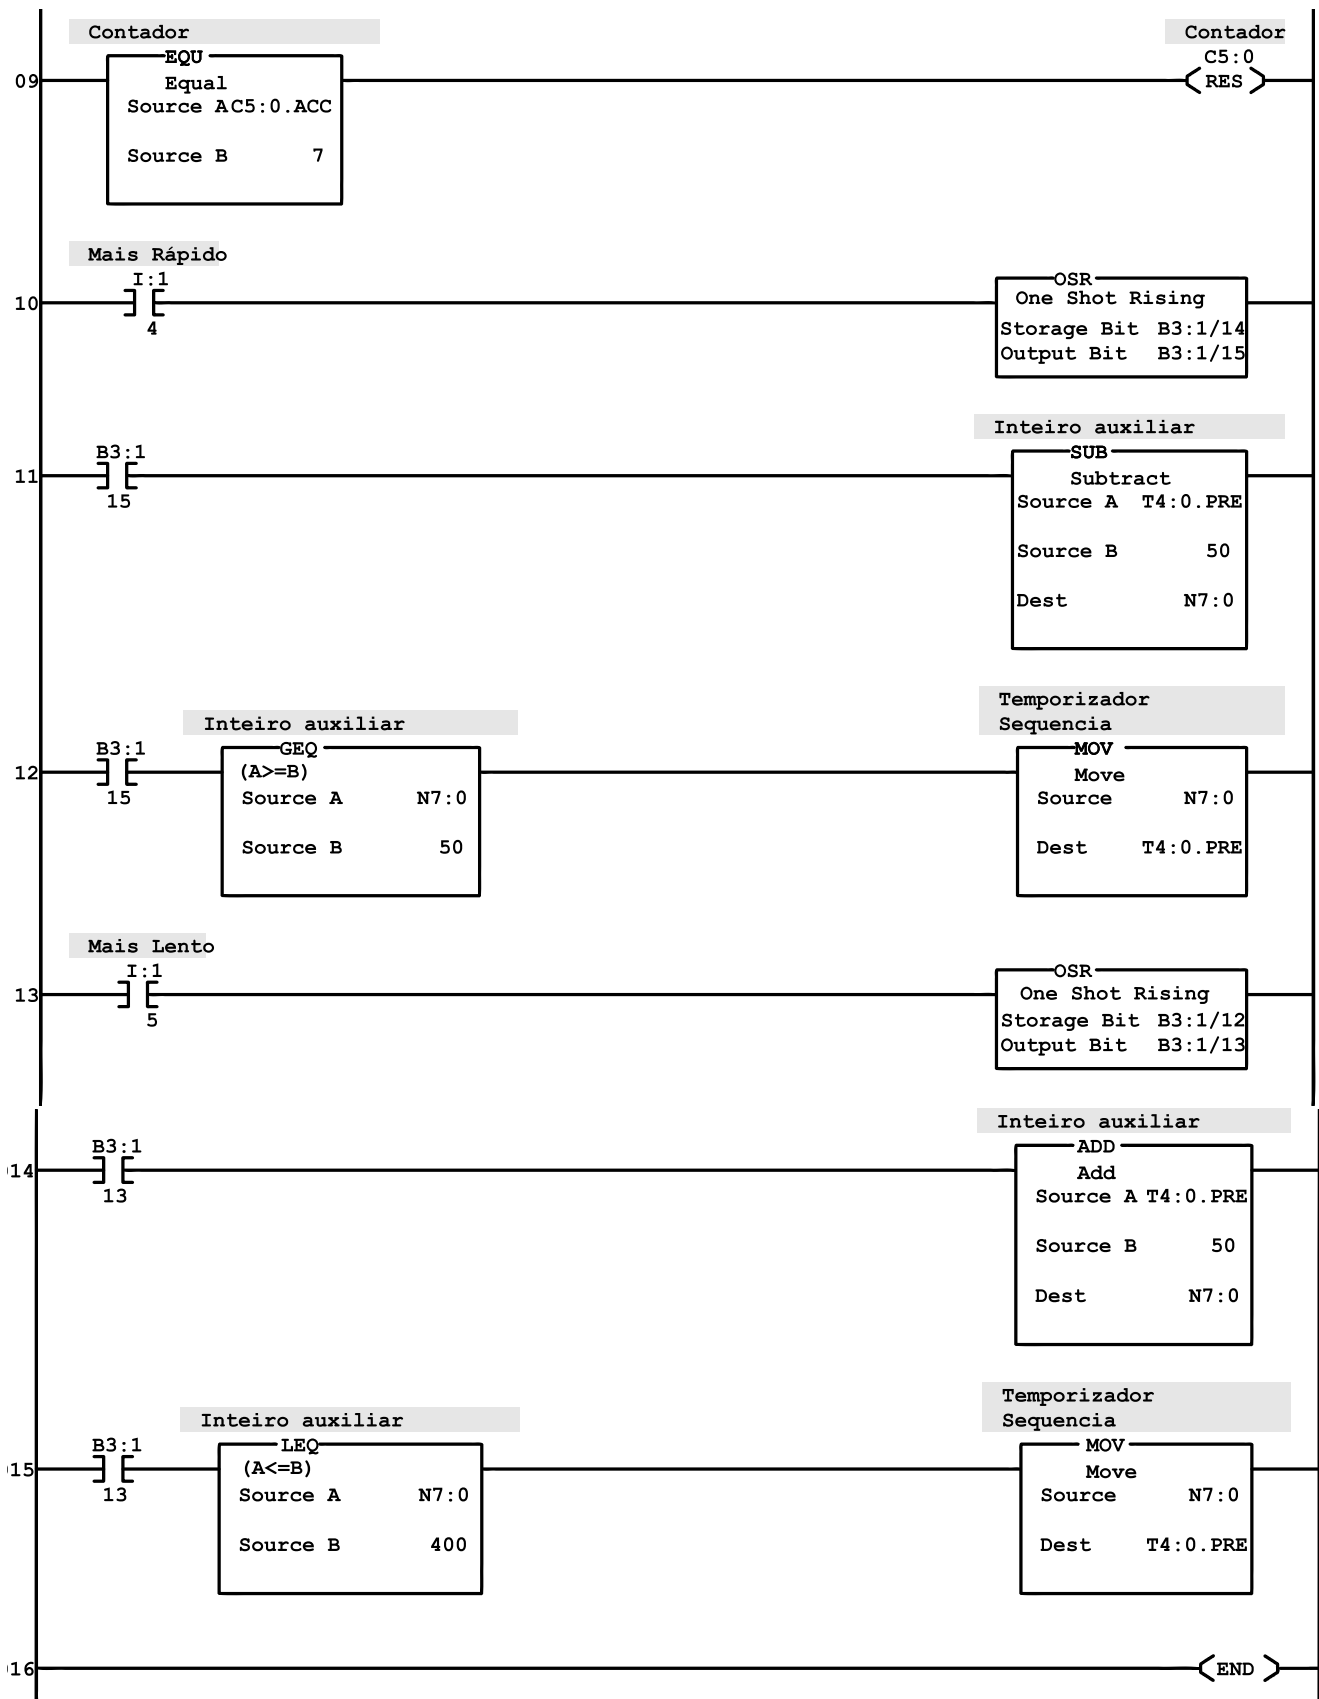 Contador Contador
EQU C5:0
09 Equal RES
Source A C5:0.ACC
Source B 7
Mais Rápido
I:1 OSR
10 One Shot Rising
4 Storage Bit B3:1/14
Output Bit B3:1/15
Inteiro auxiliar
B3:1 SUB
11 Subtract
15 Source A T4:0.PRE
Source B 50
Dest N7:0
Temporizador
Inteiro auxiliar Sequencia
B3:1 GEQ MOV
12 (A>=B) Move
15 Source A N7:0 Source N7:0
Source B 50 Dest T4:0.PRE
Mais Lento
I:1 OSR
13 One Shot Rising
5 Storage Bit B3:1/12
Output Bit B3:1/13
Inteiro auxiliar
B3:1 ADD
14 Add
13 Source A T4:0.PRE
Source B 50
Dest N7:0
Temporizador
Inteiro auxiliar Sequencia
B3:1 LEQ MOV
15 (A<=B) Move
13 Source A N7:0 Source N7:0
Source B 400 Dest T4:0.PRE
16 END